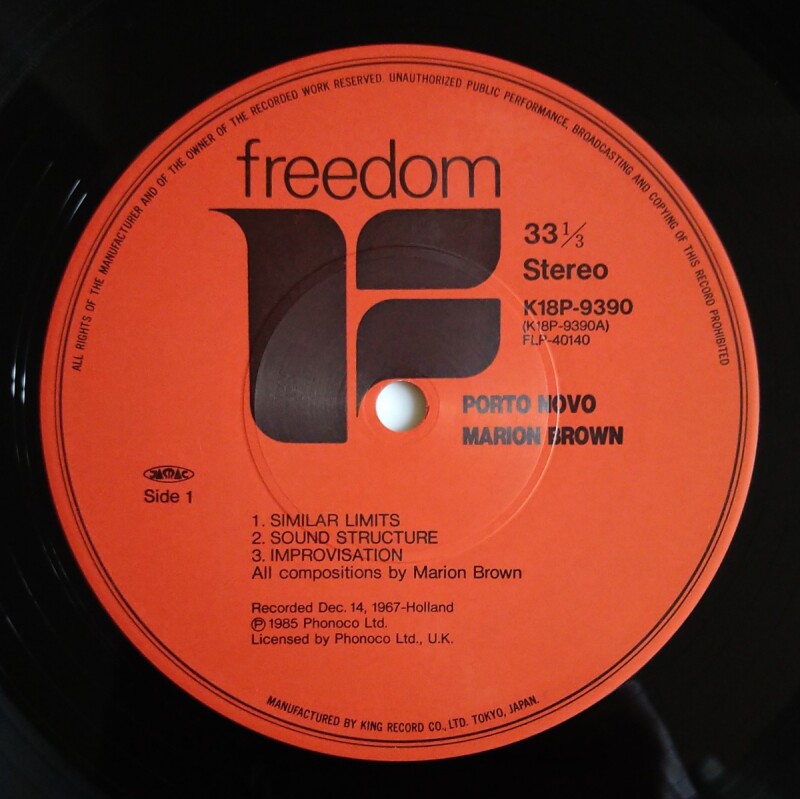 ALL RIGHTS OF THE MANUFACTURER AND OF THE OWNER OF THE RECORDED WORK RESERVED. UNAUTHORIZED PUBLIC PERFORMANCE, BROADCASTING AND COPYING OF THIS RECORD PROHIBITED
freedom
33 1/3
Stereo
K18P-9390
(K18P-9390A)
FLP-40140
PORTO NOVO
MARION BROWN
JASRAC
Side 1
1. SIMILAR LIMITS
2. SOUND STRUCTURE
3. IMPROVISATION
All compositions by Marion Brown
Recorded Dec. 14, 1967-Holland
Ⓟ1985 Phonoco Ltd.
Licensed by Phonoco Ltd., U.K.
MANUFACTURED BY KING RECORD CO., LTD. TOKYO, JAPAN.